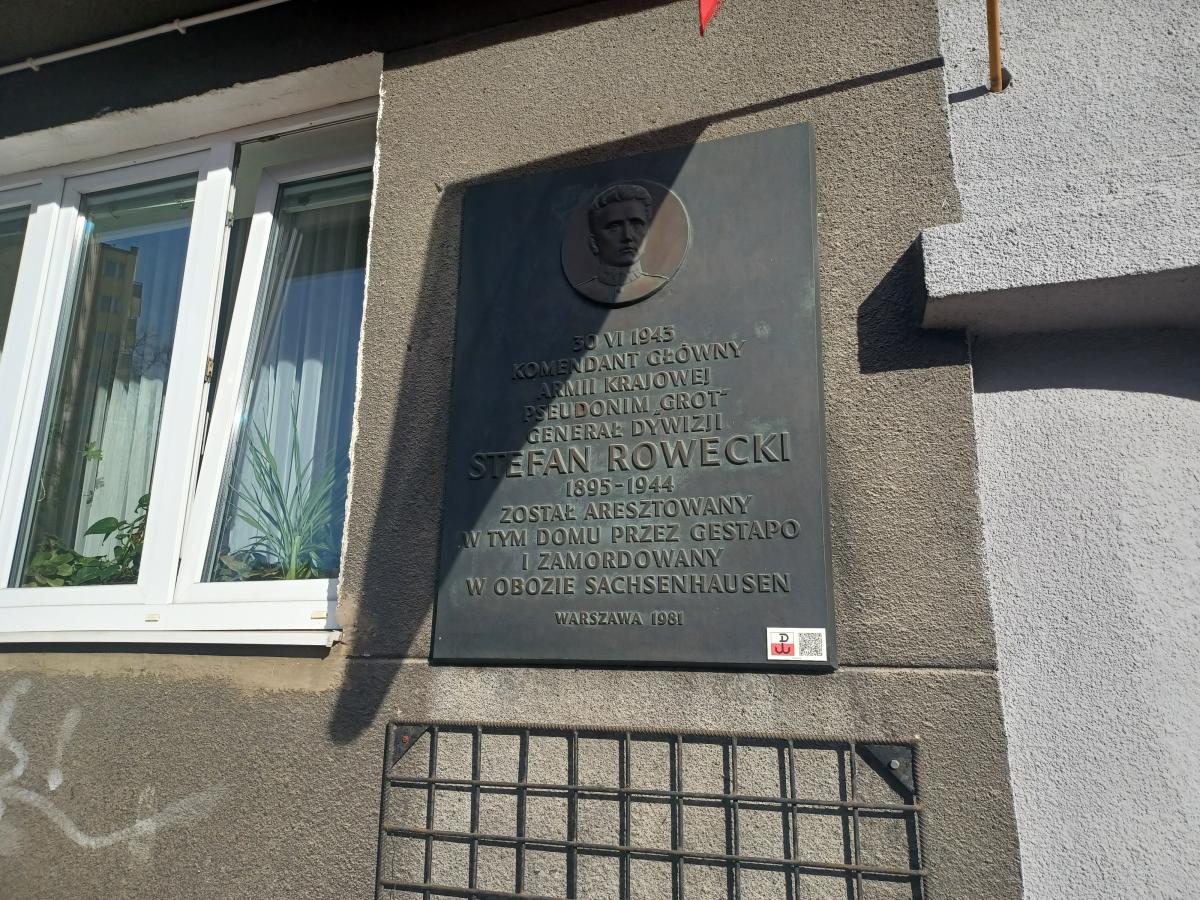 30 VI 1943
KOMENDANT GŁÓWNY
ARMII KRAJOWEJ
PSEUDONIM „GROT"
GENERAŁ DYWIZJI
STEFAN ROWECKI
1895-1944
ZOSTAŁ ARESZTOWANY
W TYM DOMU PRZEZ GESTAPO
I ZAMORDOWANY
W OBOZIE SACHSENHAUSEN
WARSZAWA 1981